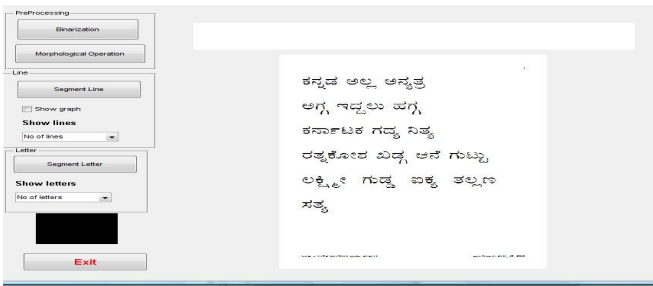 PreProcessing
Binarization
Morphological Operation
Line
Segment Line
Show graph
Show lines
No of lines
Letter
Segment Letter
Show letters
No of letters
Exit
ಕನ್ನಡ ಅಲ್ಲ ಅನ್ಯತ್ರ
ಅಗ್ಗ ಇದ್ದಲು ಹಗ್ಗ
ಕರ್ನಾಟಕ ಗದ್ಯ ನಿತ್ಯ
ರತ್ನಕೋಶ ಖಡ್ಗ ಆನೆ ಗುಟ್ಟು
ಲಕ್ಷ್ಮೀ ಗುಡ್ಡ ಐಕ್ಯ ತಲ್ಲಣ
ಸತ್ಯ